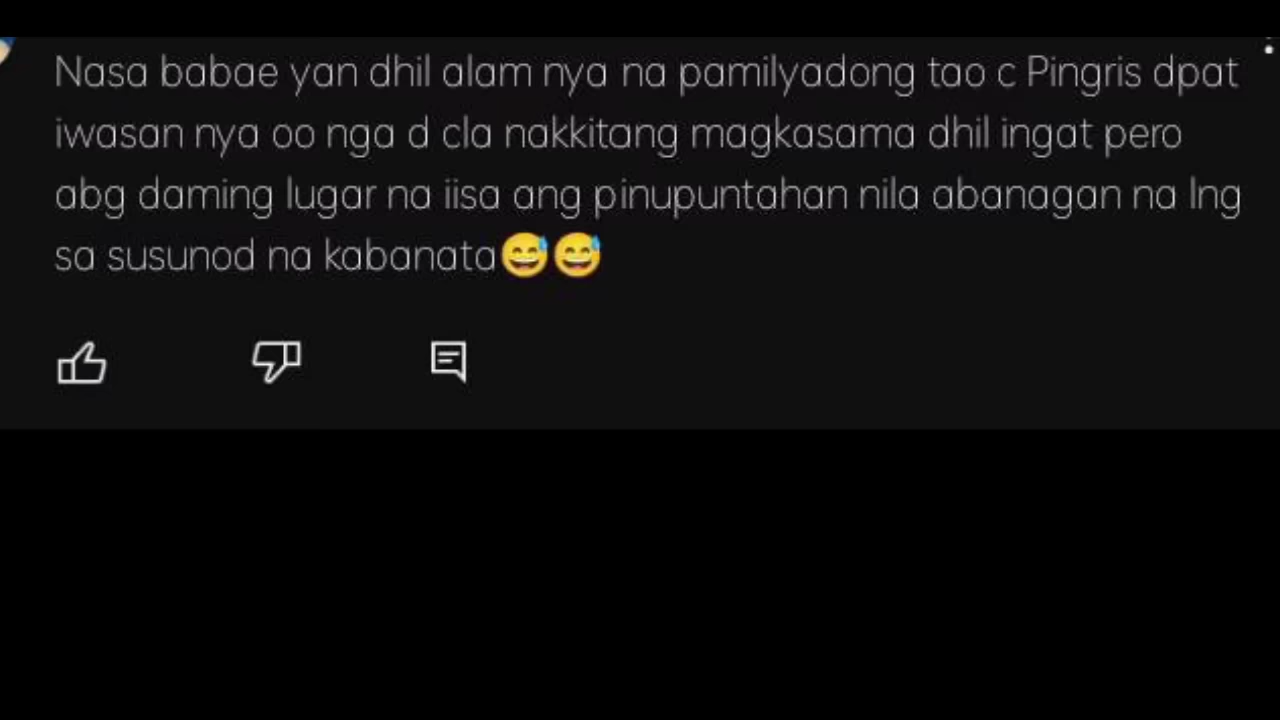 Nasa babae yan dhil alam nya na pamilyadong tao c Pingris dpat
iwasan nya oo nga d cla nakkitang magkasama dhil ingat pero
abg daming lugar na iisa ang pinupuntahan nila abanagan na lng
sa susunod na kabanata😅😅